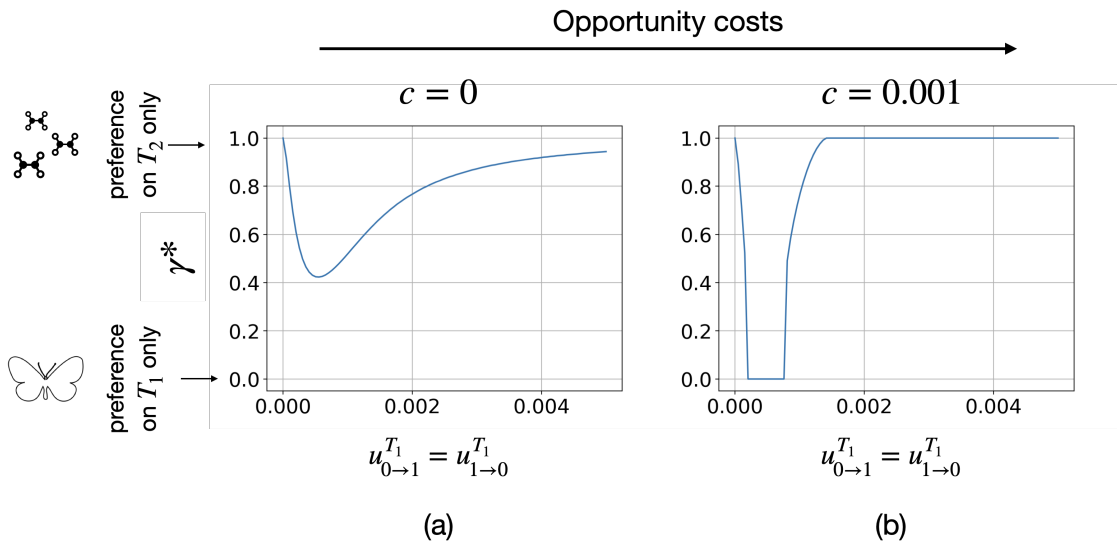 Opportunity costs
c = 0
c = 0.001
preference
on T₂ only
γ*
preference
on T₁ only
1.0
0.8
0.6
0.4
0.2
0.0
0.000
0.002
0.004
u^{T₁}_{0→1} = u^{T₁}_{1→0}
(a)
1.0
0.8
0.6
0.4
0.2
0.0
0.000
0.002
0.004
u^{T₁}_{0→1} = u^{T₁}_{1→0}
(b)